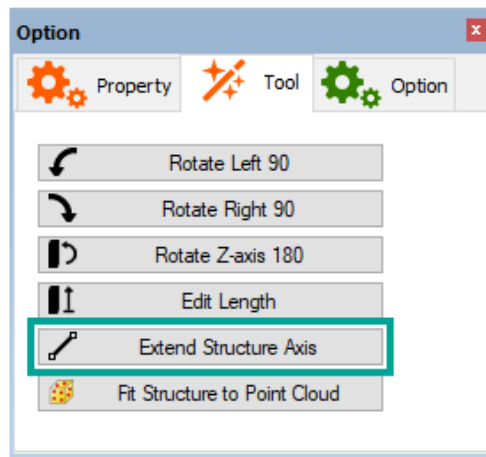 Option
Property Tool Option
Rotate Left 90
Rotate Right 90
Rotate Z-axis 180
Edit Length
Extend Structure Axis
Fit Structure to Point Cloud